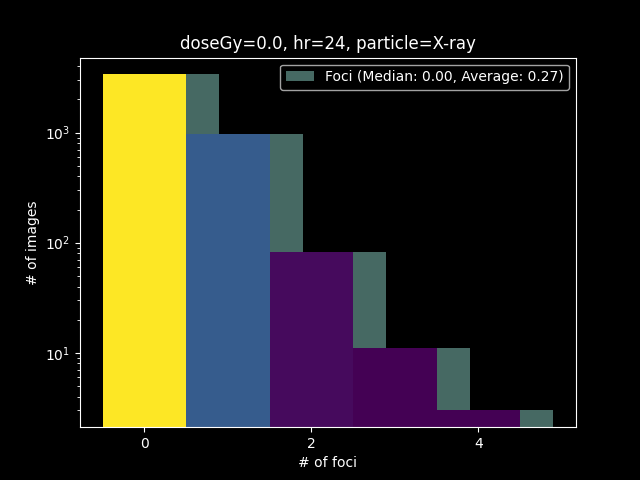 doseGy=0.0, hr=24, particle=X-ray
Foci (Median: 0.00, Average: 0.27)
# of images
10³
10²
10¹
0 2 4
# of foci